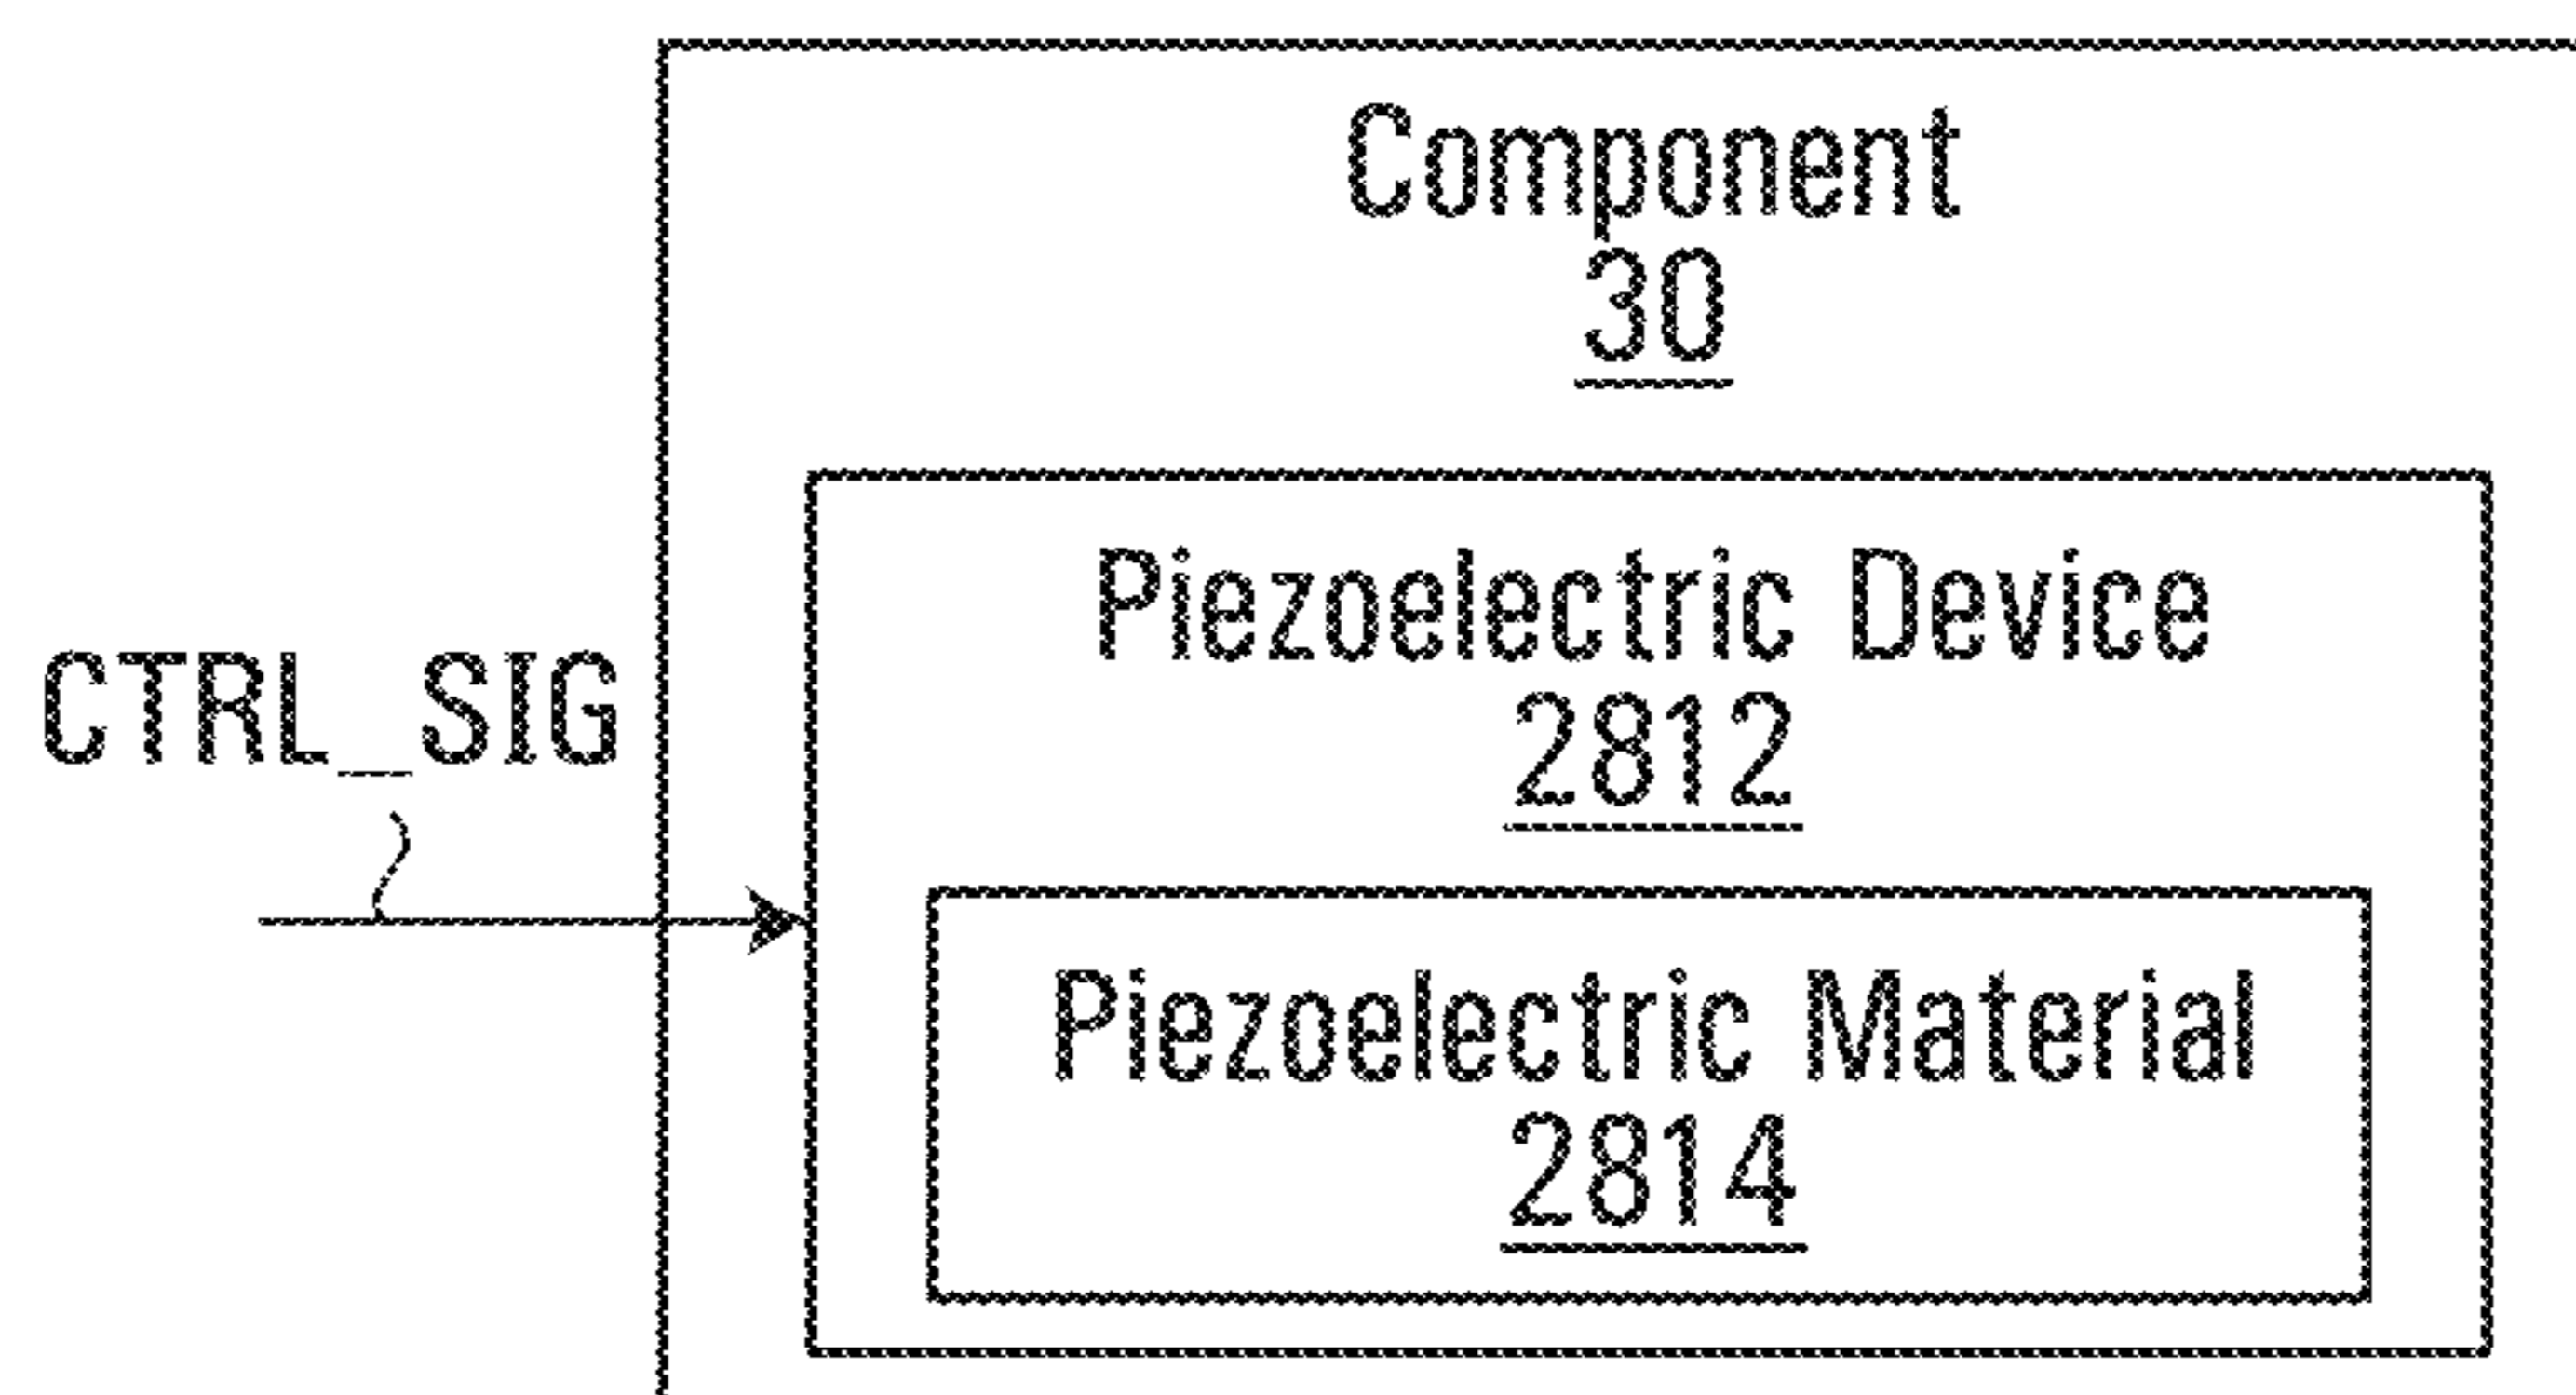 Component
30
Piezoelectric Device
2812
CTRL_SIG
Piezoelectric Material
2814